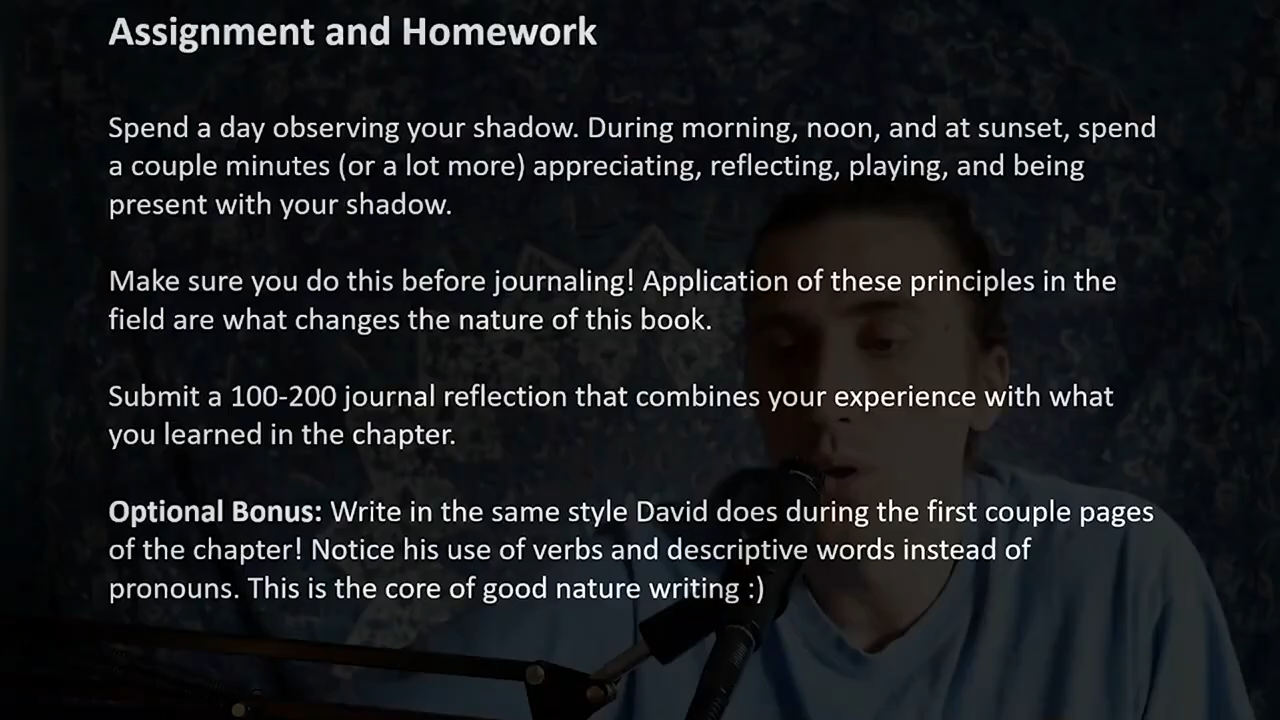 Assignment and Homework
Spend a day observing your shadow. During morning, noon, and at sunset, spend
a couple minutes (or a lot more) appreciating, reflecting, playing, and being
present with your shadow.
Make sure you do this before journaling! Application of these principles in the
field are what changes the nature of this book.
Submit a 100-200 journal reflection that combines your experience with what
you learned in the chapter.
Optional Bonus: Write in the same style David does during the first couple pages
of the chapter! Notice his use of verbs and descriptive words instead of
pronouns. This is the core of good nature writing :)